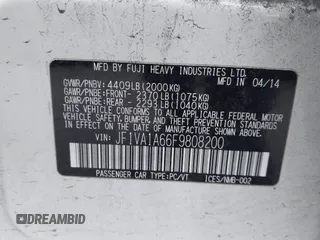 MFD BY FUJI HEAVY INDUSTRIES LTD.
04/14
GVWR/PNBV: 4409LB(2000KG)
GAWR/PNBE:FRONT- 2370LB(1075KG)
GAWR/PNBE:REAR - 2293LB(1040KG)
THIS VEHICLE CONFORMS TO ALL APPLICABLE FEDERAL MOTOR VEHICLE SAFETY, BUMPER, AND THEFT PREVENTION STANDARDS IN EFFECT ON THE DATE OF MANUFACTURE SHOWN ABOVE.
VIN: JF1VA1A66F9808200
PASSENGER CAR TYPE:PC/VT ICES/NMB-002
DREAMBID